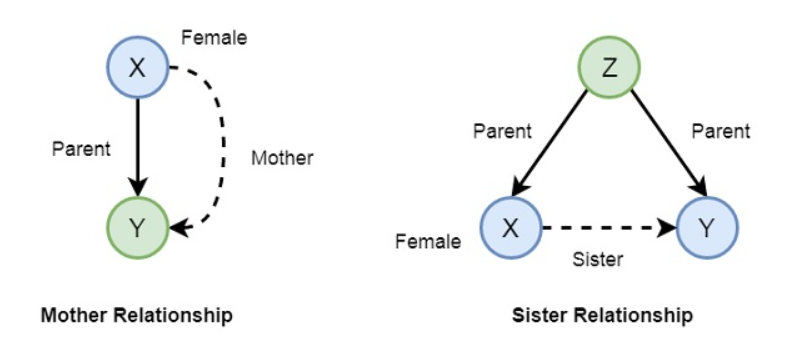 Female
X
Parent
Mother
Y
Mother Relationship
Z
Parent
Parent
X
Y
Female
Sister
Sister Relationship